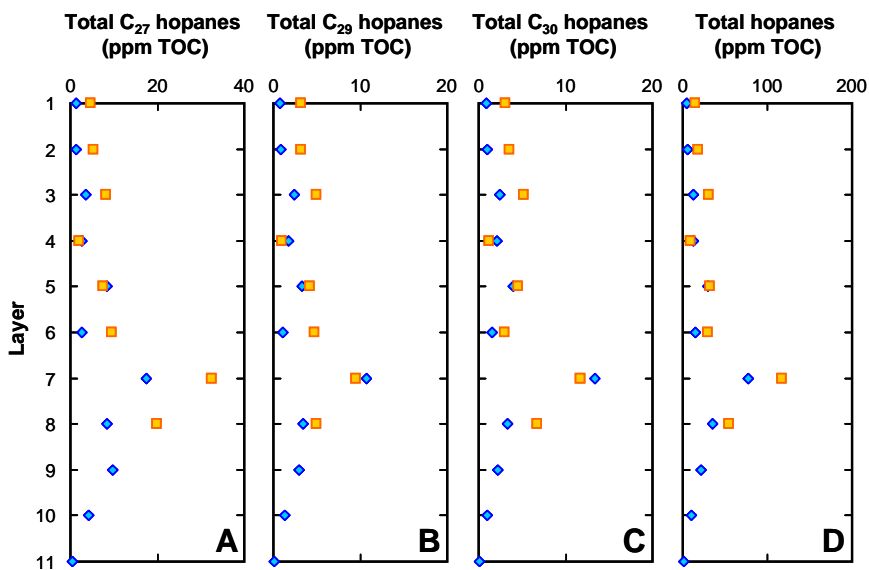 Total C27 hopanes Total C29 hopanes Total C30 hopanes Total hopanes
(ppm TOC) (ppm TOC) (ppm TOC) (ppm TOC)
0 20 40 0 10 20 0 10 20 0 100 200
1
2
3
4
5
6
7
8
9
10
11
Layer
A B C D